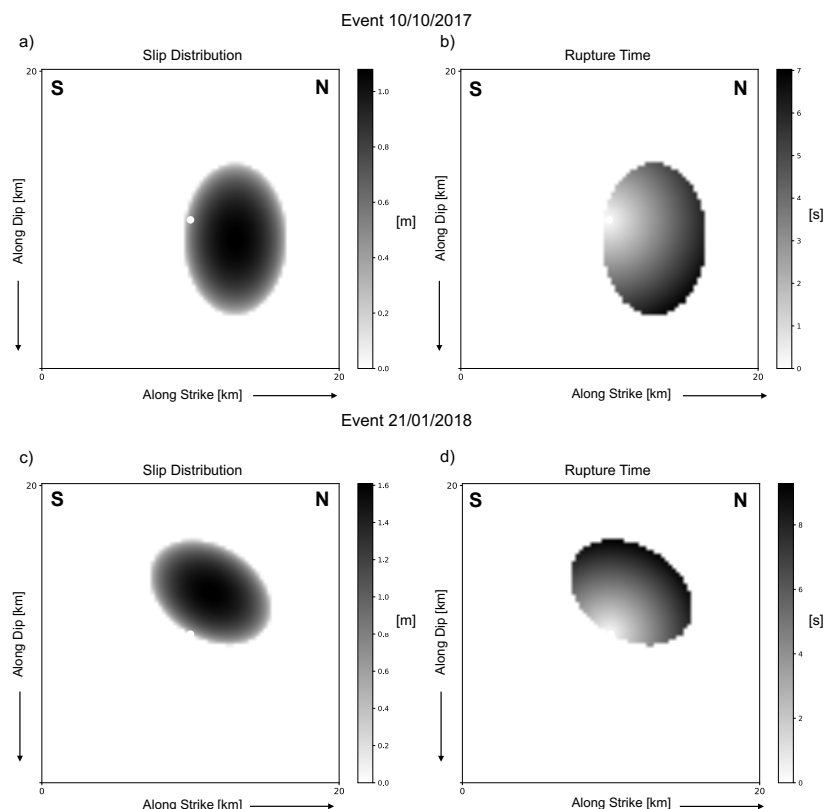 Event 10/10/2017
a)
Slip Distribution
20
S
N
Along Dip [km]
0
20
Along Strike [km]
1.0
0.8
0.6
0.4
0.2
0.0
[m]
b)
Rupture Time
20
S
N
Along Dip [km]
0
20
Along Strike [km]
7
6
5
4
3
2
1
0
[s]
Event 21/01/2018
c)
Slip Distribution
20
S
N
Along Dip [km]
0
20
Along Strike [km]
1.6
1.4
1.2
1.0
0.8
0.6
0.4
0.2
0.0
[m]
d)
Rupture Time
20
S
N
Along Dip [km]
0
20
Along Strike [km]
8
6
4
2
0
[s]